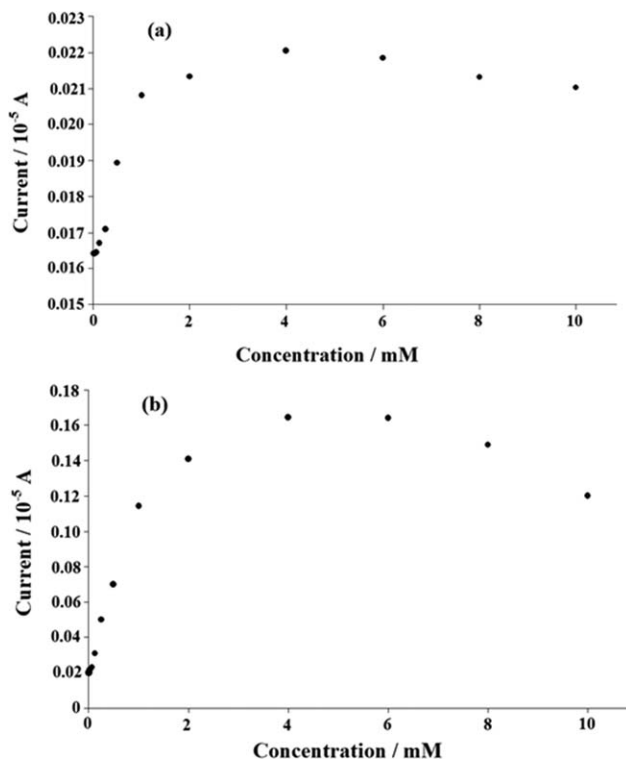 0.023
(a)
0.022
0.021
0.020
0.019
0.018
0.017
0.016
0.015
Current / 10⁻⁵ A
0 2 4 6 8 10
Concentration / mM
0.18
(b)
0.16
0.14
0.12
0.10
0.08
0.06
0.04
0.02
0
Current / 10⁻⁵ A
0 2 4 6 8 10
Concentration / mM